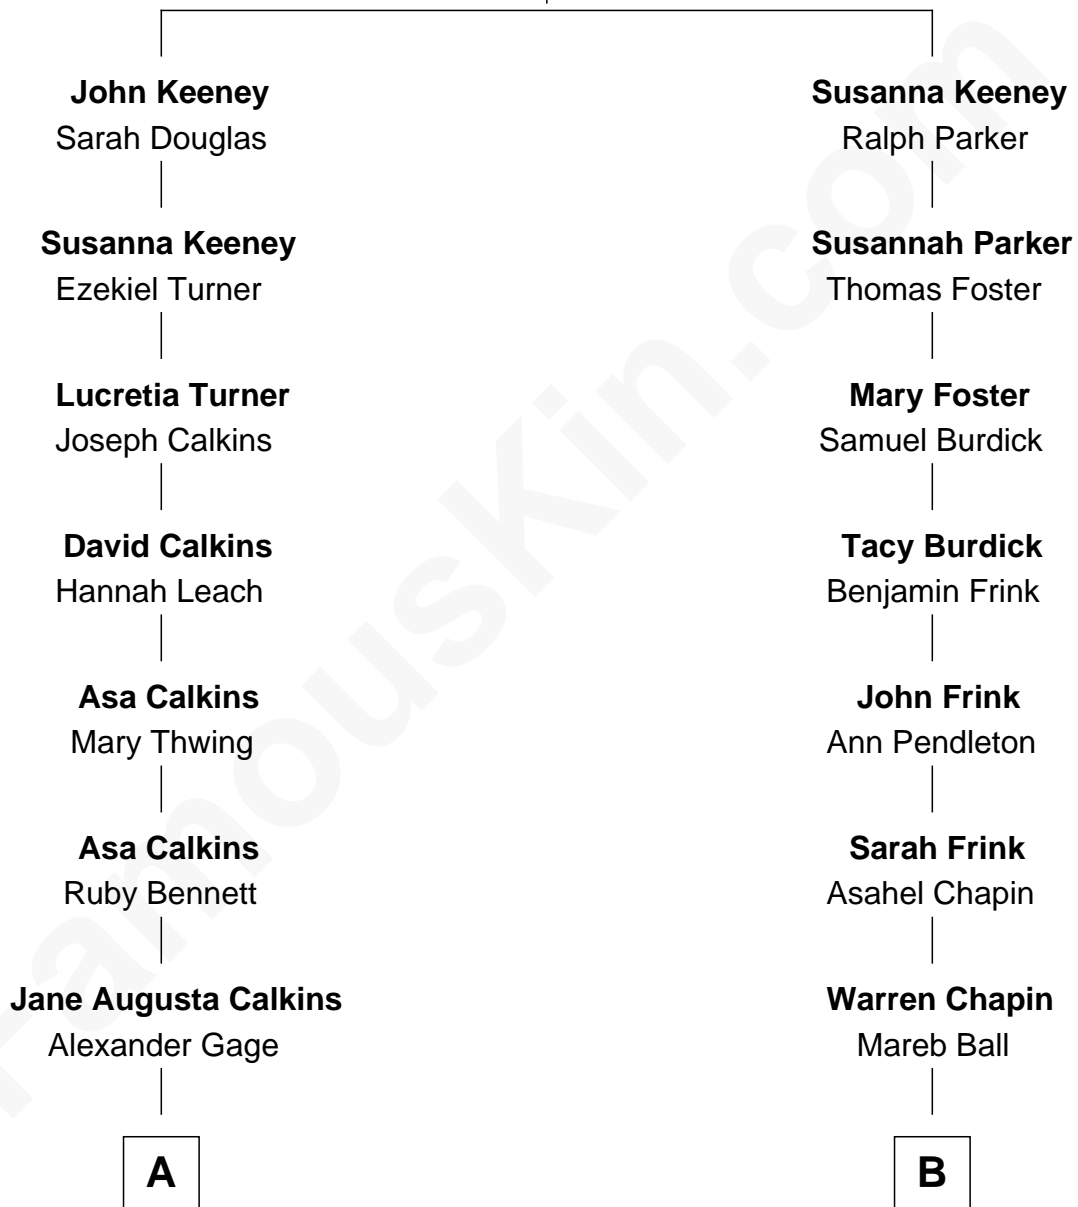 John Keeney
Sarah Douglas
Susanna Keeney
Ezekiel Turner
Lucretia Turner
Joseph Calkins
David Calkins
Hannah Leach
Asa Calkins
Mary Thwing
Asa Calkins
Ruby Bennett
Jane Augusta Calkins
Alexander Gage
A
Susanna Keeney
Ralph Parker
Susannah Parker
Thomas Foster
Mary Foster
Samuel Burdick
Tacy Burdick
Benjamin Frink
John Frink
Ann Pendleton
Sarah Frink
Asahel Chapin
Warren Chapin
Mareb Ball
B
FamousKin.com